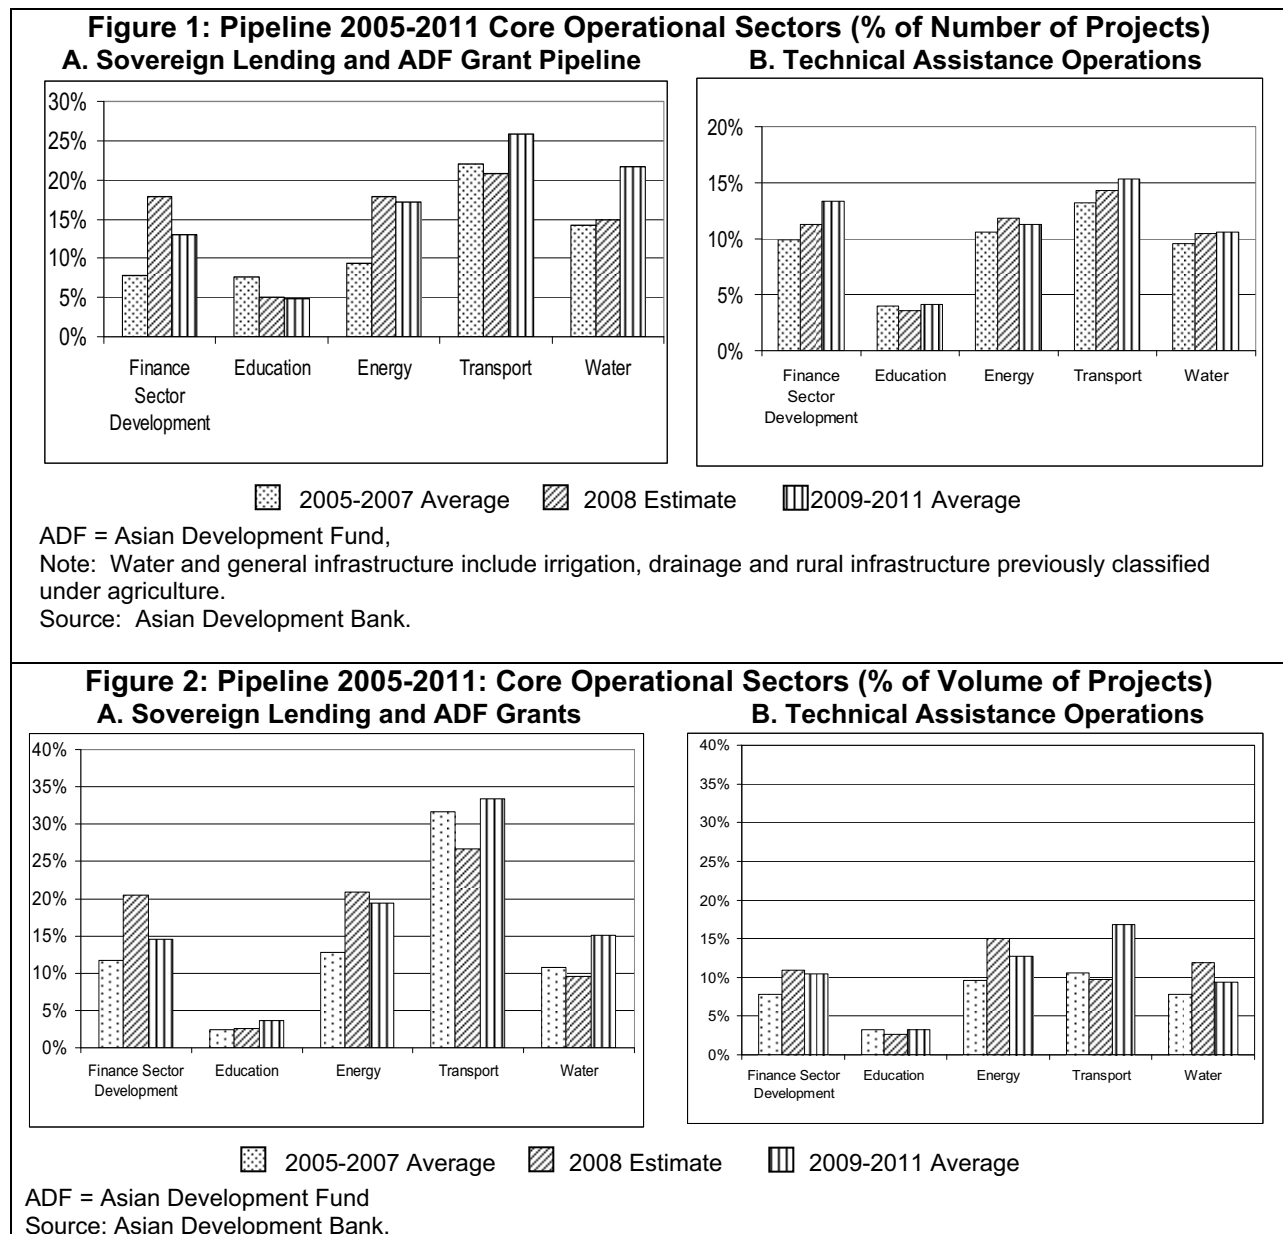 Figure 1: Pipeline 2005-2011 Core Operational Sectors (% of Number of Projects)
A. Sovereign Lending and ADF Grant Pipeline
30%
25%
20%
15%
10%
5%
0%
Finance Sector Development
Education
Energy
Transport
Water
B. Technical Assistance Operations
20%
15%
10%
5%
0%
Finance Sector Development
Education
Energy
Transport
Water
2005-2007 Average
2008 Estimate
2009-2011 Average
ADF = Asian Development Fund,
Note: Water and general infrastructure include irrigation, drainage and rural infrastructure previously classified
under agriculture.
Source: Asian Development Bank.
Figure 2: Pipeline 2005-2011: Core Operational Sectors (% of Volume of Projects)
A. Sovereign Lending and ADF Grants
40%
35%
30%
25%
20%
15%
10%
5%
0%
Finance Sector Development
Education
Energy
Transport
Water
B. Technical Assistance Operations
40%
35%
30%
25%
20%
15%
10%
5%
0%
Finance Sector Development
Education
Energy
Transport
Water
2005-2007 Average
2008 Estimate
2009-2011 Average
ADF = Asian Development Fund
Source: Asian Development Bank.